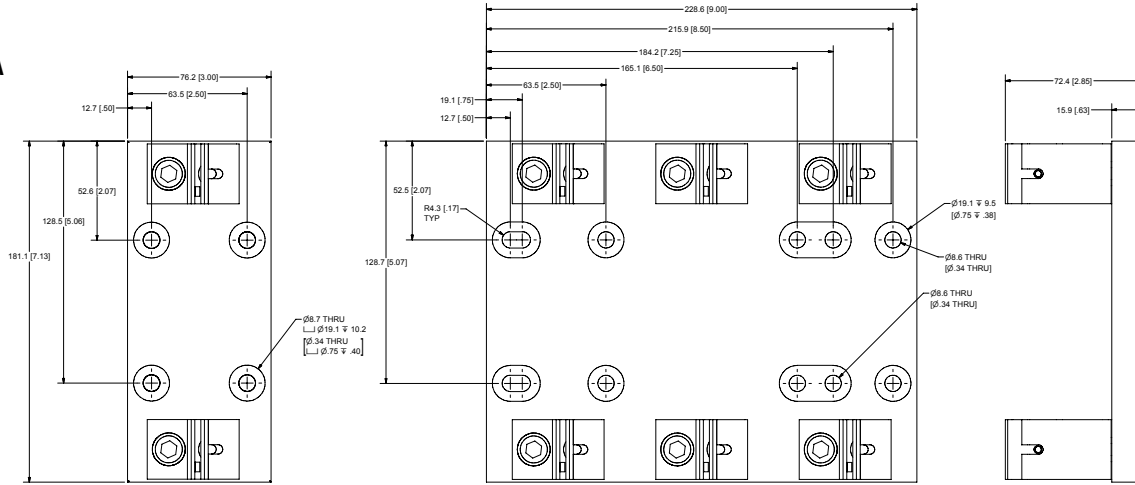 228.6 [9.00]
215.9 [8.50]
184.2 [7.25]
165.1 [6.50]
63.5 [2.50]
19.1 [.75]
12.7 [.50]
76.2 [3.00]
63.5 [2.50]
12.7 [.50]
72.4 [2.85]
15.9 [.63]
52.6 [2.07]
128.5 [5.06]
181.1 [7.13]
52.5 [2.07]
128.7 [5.07]
R4.3 [.17]
TYP
Ø19.1 ↧ 9.5
[Ø.75 ↧ .38]
Ø8.6 THRU
[Ø.34 THRU]
Ø8.6 THRU
[Ø.34 THRU]
Ø8.7 THRU
⌴ Ø19.1 ↧ 10.2
[Ø.34 THRU
⌴ Ø.75 ↧ .40]